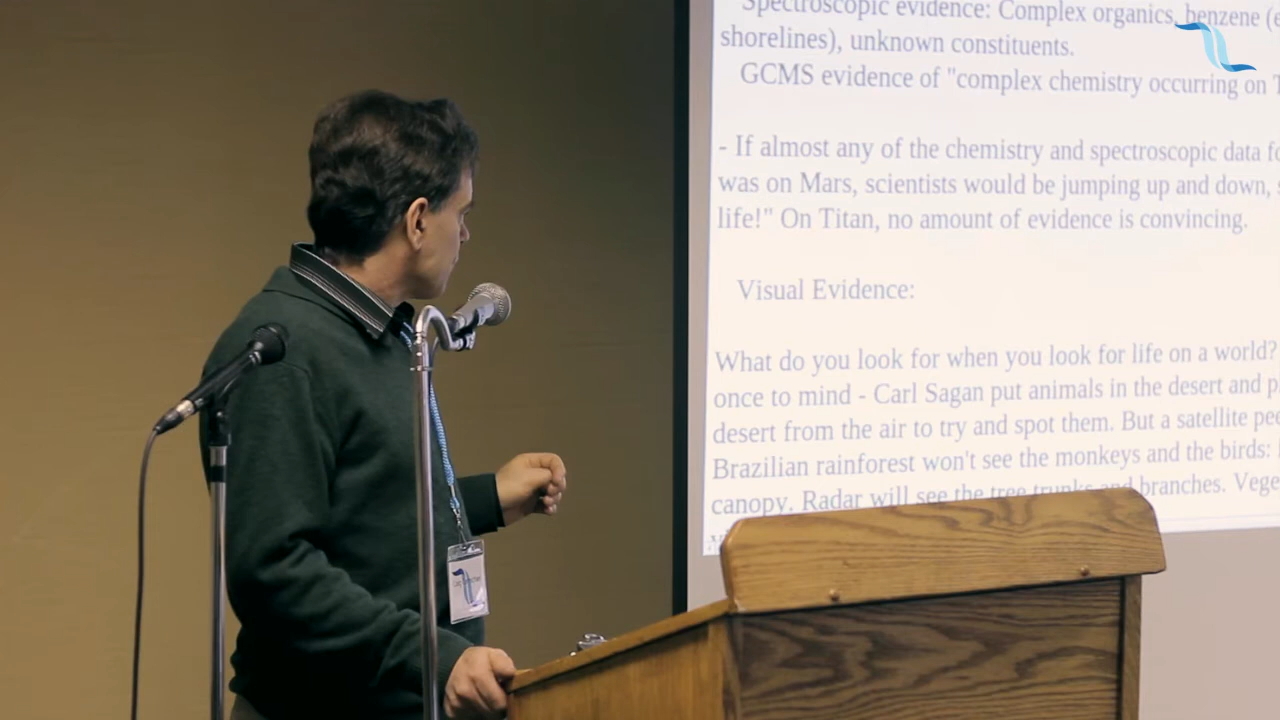 Spectroscopic evidence: Complex organics, benzene (e
shorelines), unknown constituents.
GCMS evidence of "complex chemistry occurring on T
- If almost any of the chemistry and spectroscopic data fo
was on Mars, scientists would be jumping up and down, s
life!" On Titan, no amount of evidence is convincing.
Visual Evidence:
What do you look for when you look for life on a world?
once to mind - Carl Sagan put animals in the desert and p
desert from the air to try and spot them. But a satellite pee
Brazilian rainforest won't see the monkeys and the birds:
canopy. Radar will see the tree trunks and branches. Vege